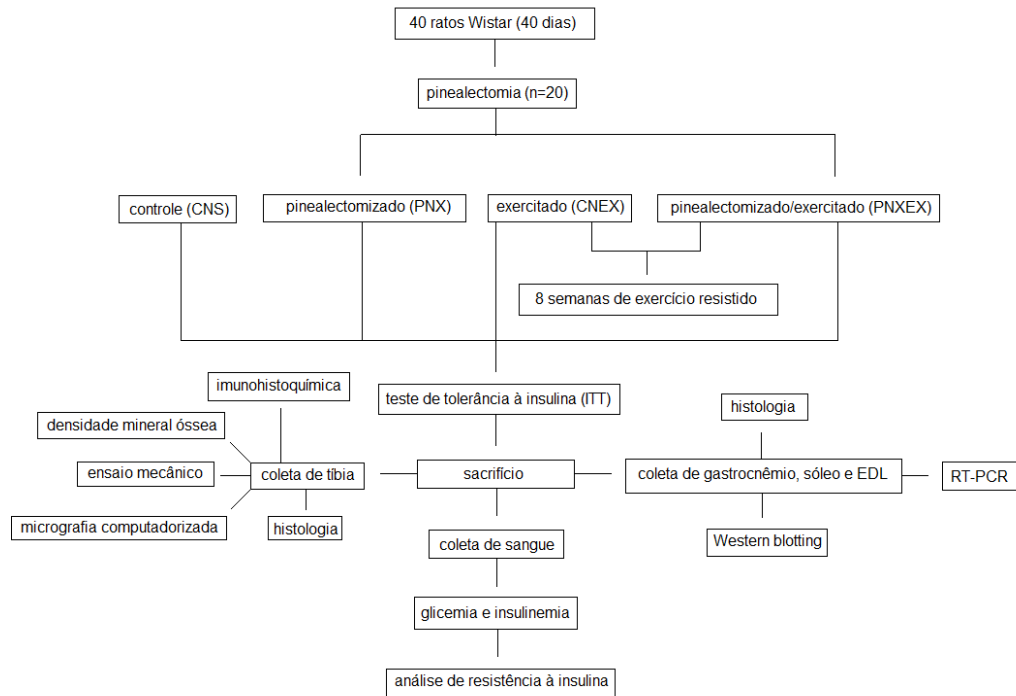 40 ratos Wistar (40 dias)
pinealectomia (n=20)
controle (CNS)
pinealectomizado (PNX)
exercitado (CNEX)
pinealectomizado/exercitado (PNXEX)
8 semanas de exercício resistido
imunohistoquímica
teste de tolerância à insulina (ITT)
histologia
densidade mineral óssea
ensaio mecânico
coleta de tíbia
sacrifício
coleta de gastrocnêmio, sóleo e EDL
RT-PCR
micrografia computadorizada
histologia
coleta de sangue
Western blotting
glicemia e insulinemia
análise de resistência à insulina